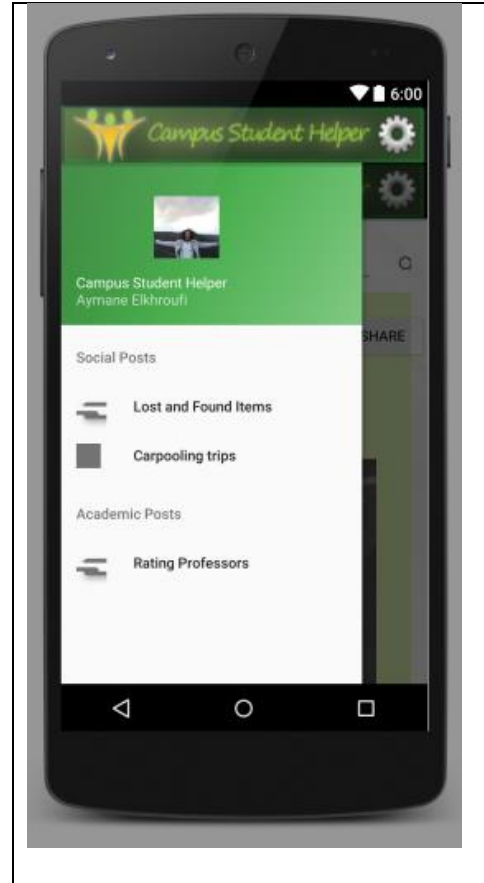 6:00
Campus Student Helper
Campus Student Helper
Aymane Elkhroufi
SHARE
Social Posts
Lost and Found Items
Carpooling trips
Academic Posts
Rating Professors